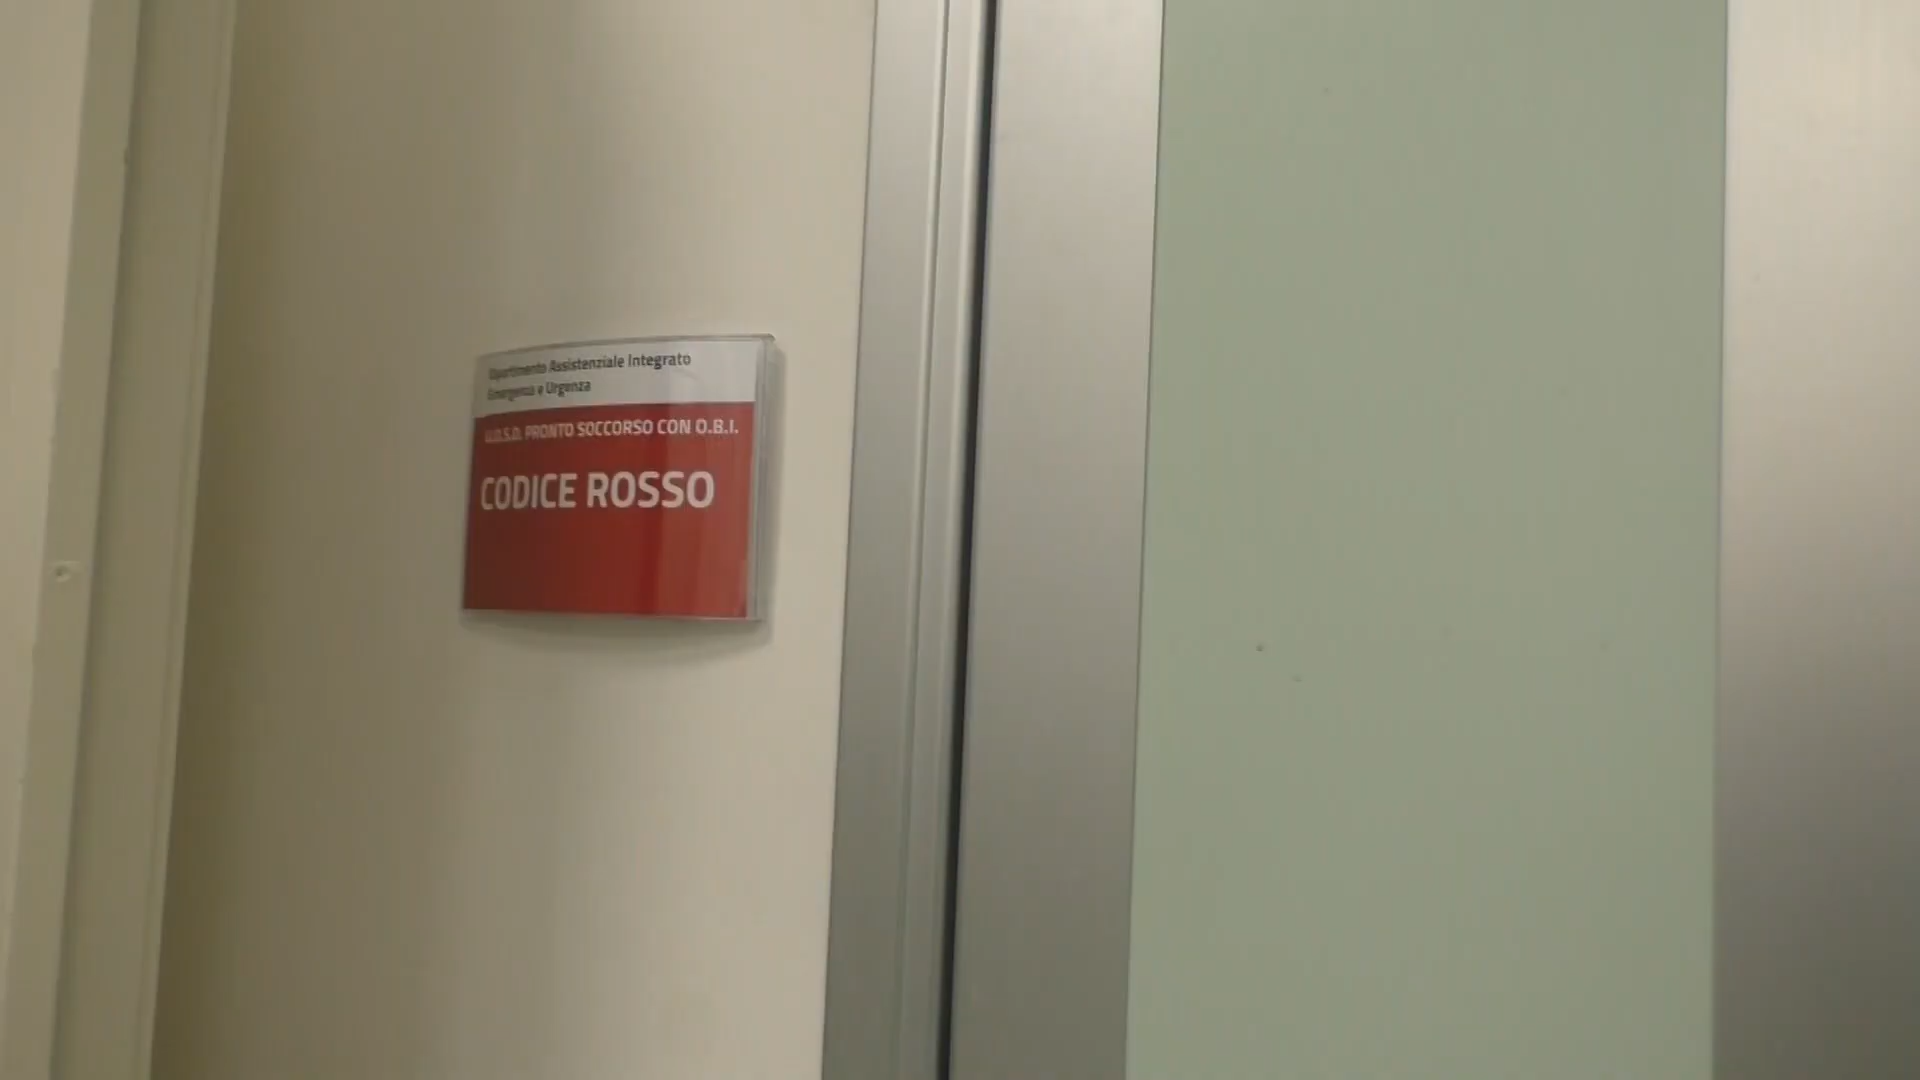 Dipartimento Assistenziale Integrato
Emergenza e Urgenza
U.O.S.D. PRONTO SOCCORSO CON O.B.I.
CODICE ROSSO